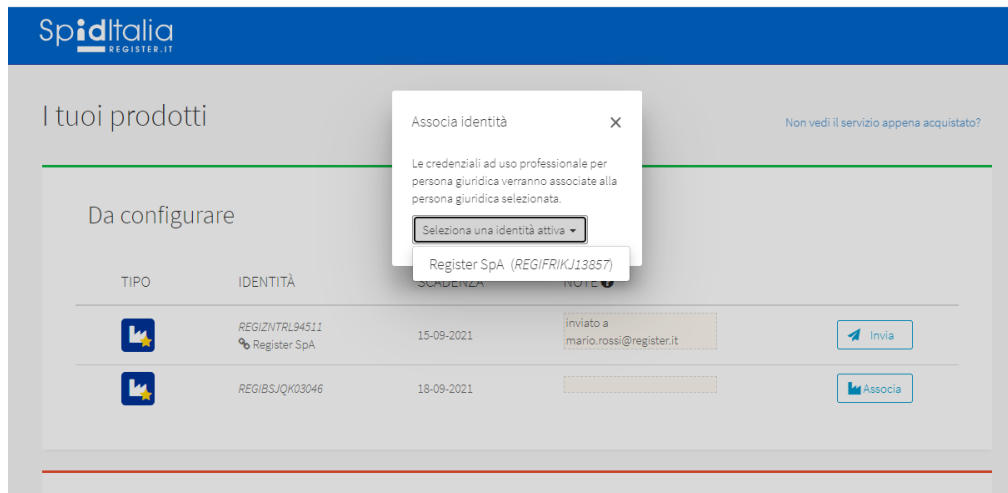 SpidItalia
REGISTER.IT
I tuoi prodotti
Non vedi il servizio appena acquistato?
Associa identità
Le credenziali ad uso professionale per
persona giuridica verranno associate alla
persona giuridica selezionata.
Seleziona una identità attiva
Register SpA (REGIFRIKJ13857)
Da configurare
TIPO IDENTITÀ SCADENZA NOTE
REGIZNTRL94511
Register SpA
15-09-2021
inviato a
mario.rossi@register.it
Invia
REGIBSJQK03046 18-09-2021 Associa